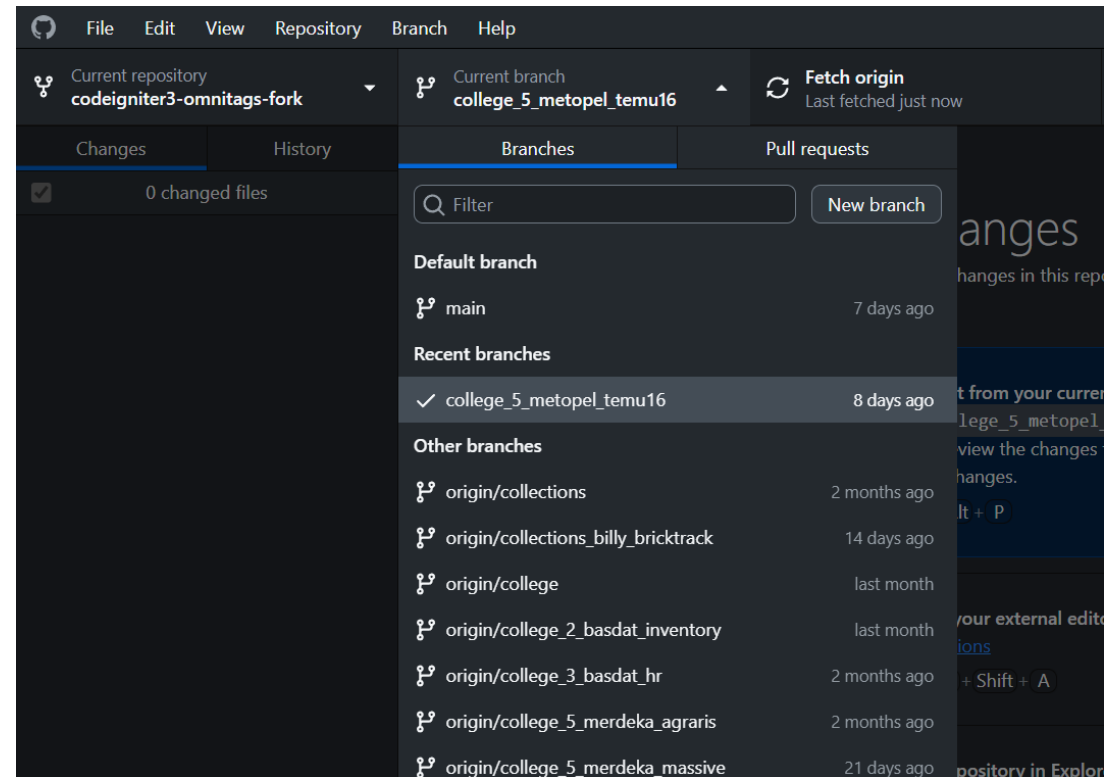 File Edit View Repository Branch Help
Current repository
codeigniter3-omnitags-fork
Current branch
college_5_metopel_temu16
Fetch origin
Last fetched just now
Changes History
0 changed files
Branches Pull requests
Filter New branch
Default branch
main 7 days ago
Recent branches
college_5_metopel_temu16 8 days ago
Other branches
origin/collections 2 months ago
origin/collections_billy_bricktrack 14 days ago
origin/college last month
origin/college_2_basdat_inventory last month
origin/college_3_basdat_hr 2 months ago
origin/college_5_merdeka_agraris 2 months ago
origin/college_5_merdeka_massive 21 days ago
anges
hanges in this rep
t from your curre
lege_5_metopel_
view the changes
hanges.
lt + P
your external edit
ions
+ Shift + A
pository in Explor